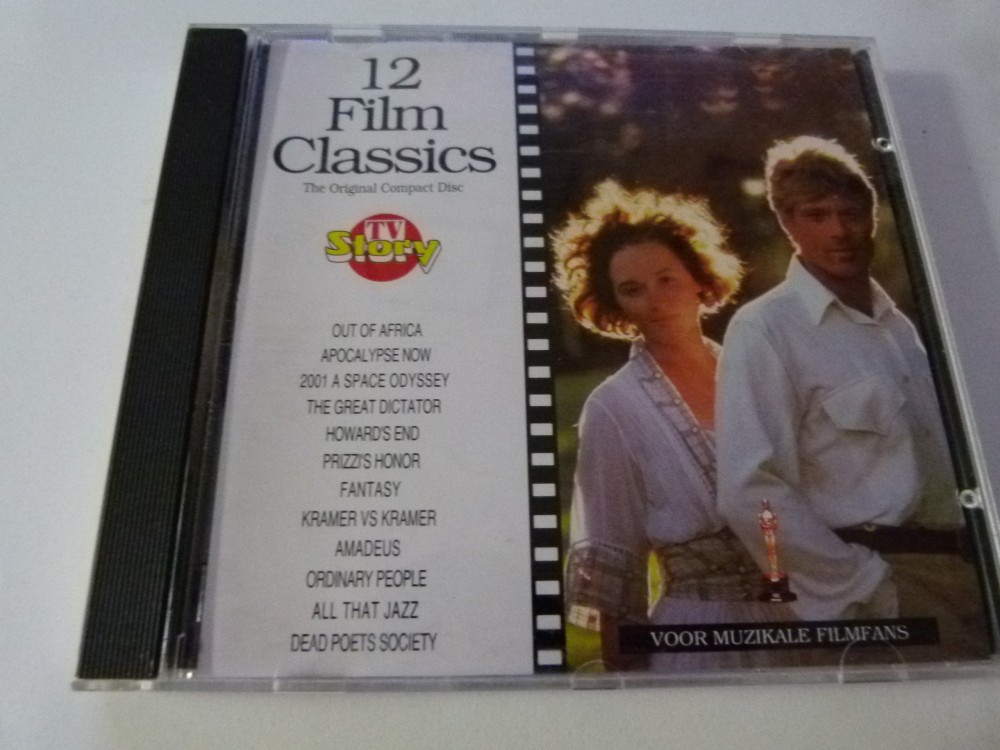 12
Film
Classics
The Original Compact Disc
TV
Story
OUT OF AFRICA
APOCALYPSE NOW
2001 A SPACE ODYSSEY
THE GREAT DICTATOR
HOWARD'S END
PRIZZI'S HONOR
FANTASY
KRAMER VS KRAMER
AMADEUS
ORDINARY PEOPLE
ALL THAT JAZZ
DEAD POETS SOCIETY
VOOR MUZIKALE FILMFANS